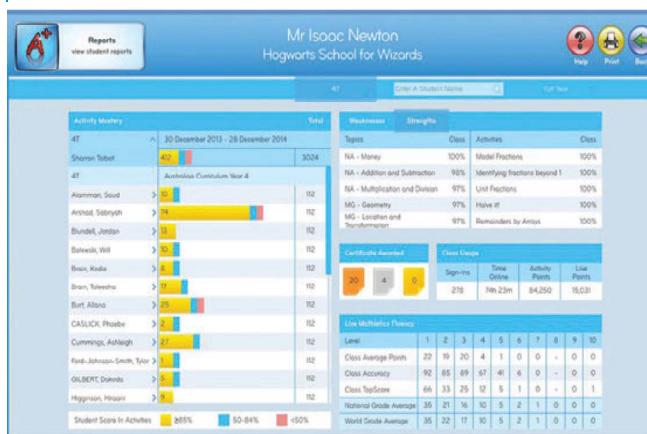 A+
Reports
view student reports
Mr Isaac Newton
Hogwarts School for Wizards
Help
Print
Back
4T
Enter A Student Name
Full Year
Activity Mastery
Total
4T
30 December 2013 - 28 December 2014
Sharron Talbot
412
3024
4T
Australian Curriculum Year 4
Alamman, Saud > 10 112
Arshad, Sabriyah > 74 112
Blundell, Jordan > 13 112
Bolewski, Will > 10 112
Brain, Kadia > 8 112
Brain, Taleesha > 17 112
Burt, Allana > 25 112
CASLICK, Phoebe > 2 112
Cummings, Ashleigh > 27 112
Ford-Johnson-Smith, Tylor > 1 112
GILBERT, Dakoda > 5 112
Higginson, > 9 112
Student Score In Activities
≥85%
50-84%
<50%
Weaknesses
Strengths
Topics Class Activities Class
NA - Money 100% Model Fractions 100%
NA - Addition and Subtraction 98% Identifying fractions beyond 1 100%
NA - Multiplication and Division 97% Unit Fractions 100%
MG - Geometry 97% Halve it! 100%
MG - Location and Transformation 97% Remainders by Arrays 100%
Certificate Awarded
20 4 0
Class Usage
Sign-Ins Time Online Activity Points Live Points
278 74h 23m 84,250 15,031
Live Mathletics Fluency
Level 1 2 3 4 5 6 7 8 9 10
Class Average Points 22 19 20 4 1 0 0 - 0 0
Class Accuracy 92 85 89 67 41 6 0 - 0 0
Class TopScore 66 33 25 12 5 1 0 - 0 1
National Grade Average 35 21 16 10 5 2 1 0 0 0
World Grade Average 35 22 17 10 5 2 1 0 0 0